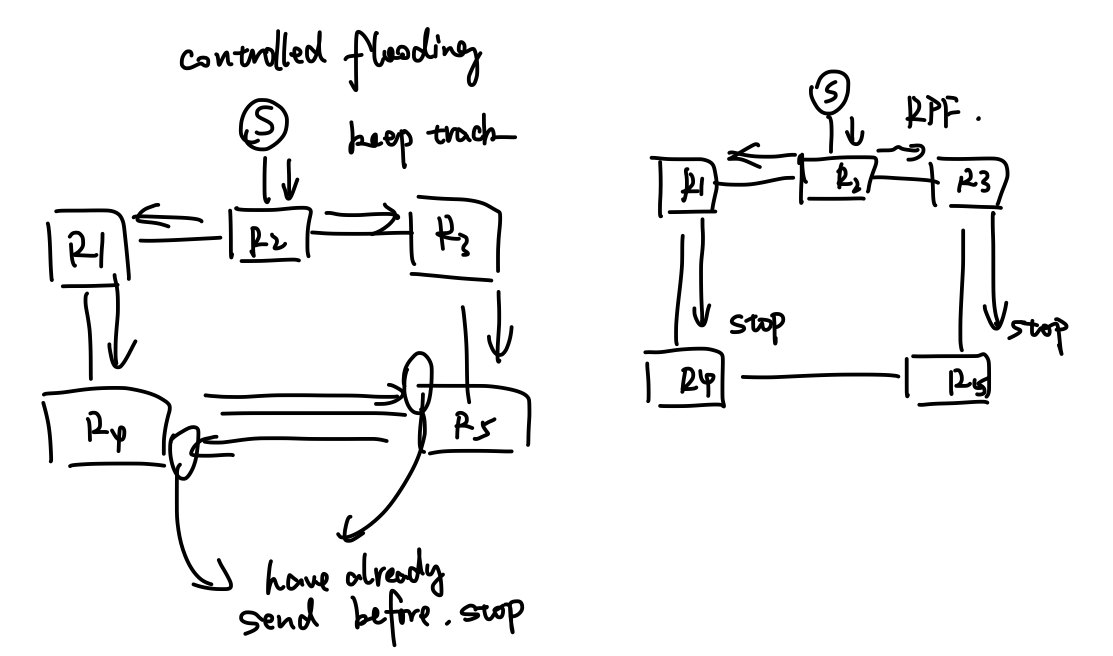 controlled flooding
S
keep track
R1
R2
R3
R4
R5
have already
send before. stop
S
RPF.
R1
R2
R3
stop
stop
R4
R5